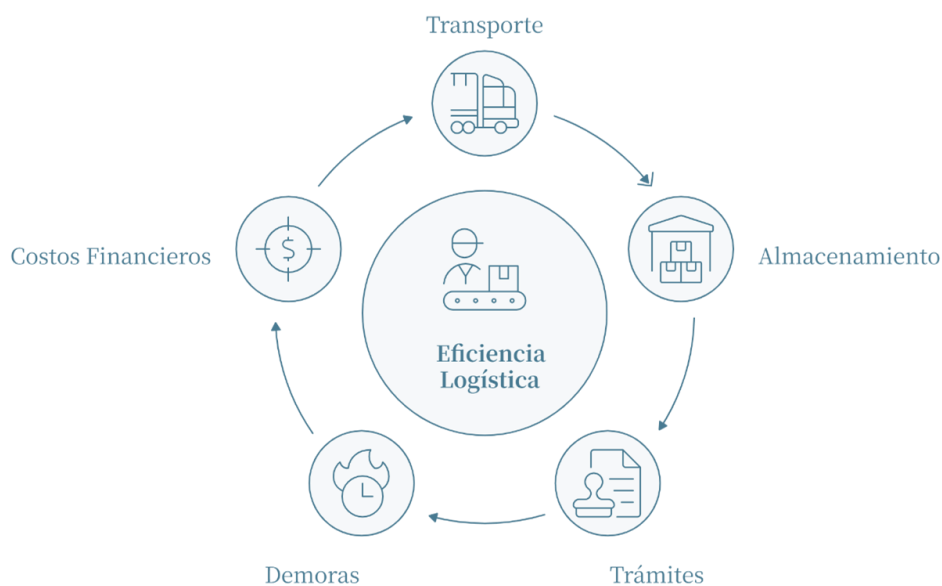 Transporte
Costos Financieros
Almacenamiento
$
Eficiencia
Logística
Demoras
Trámites